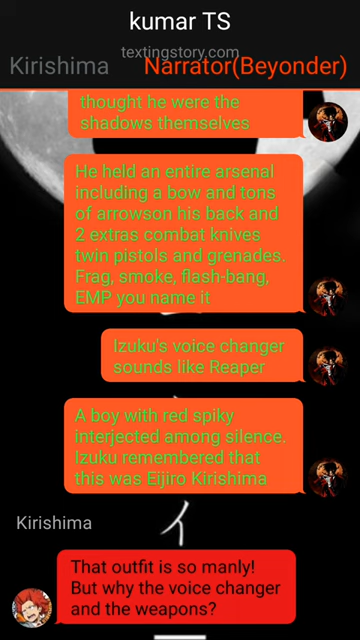 kumar TS
textingstory.com
Kirishima
Narrator(Beyonder)
thought he were the
shadows themselves
He held an entire arsenal
including a bow and tons
of arrowson his back and
2 extras combat knives
twin pistols and grenades.
Frag, smoke, flash-bang,
EMP you name it
Izuku's voice changer
sounds like Reaper
A boy with red spiky
interjected among silence.
Izuku remembered that
this was Eijiro Kirishima
イ
Kirishima
That outfit is so manly!
But why the voice changer
and the weapons?